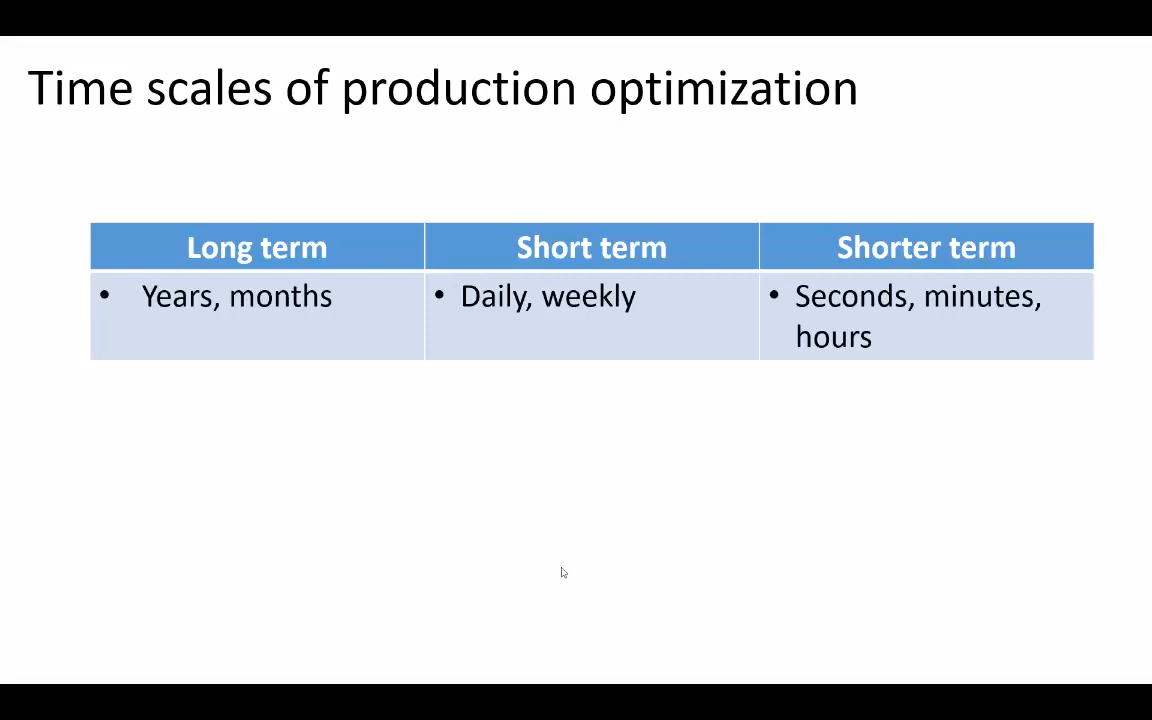 Time scales of production optimization
Long term
Short term
Shorter term
• Years, months
• Daily, weekly
• Seconds, minutes,
hours